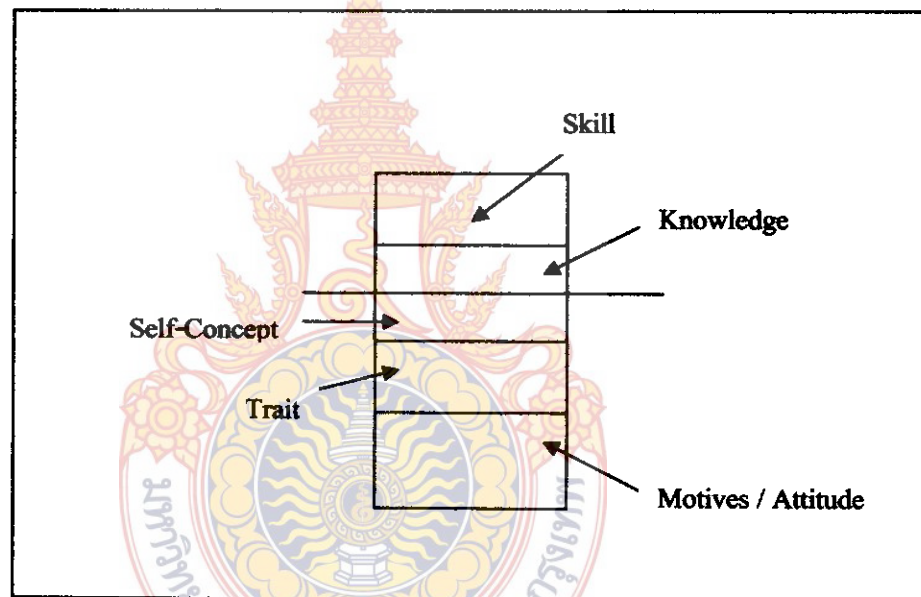 Skill
Knowledge
Self-Concept
Trait
Motives / Attitude